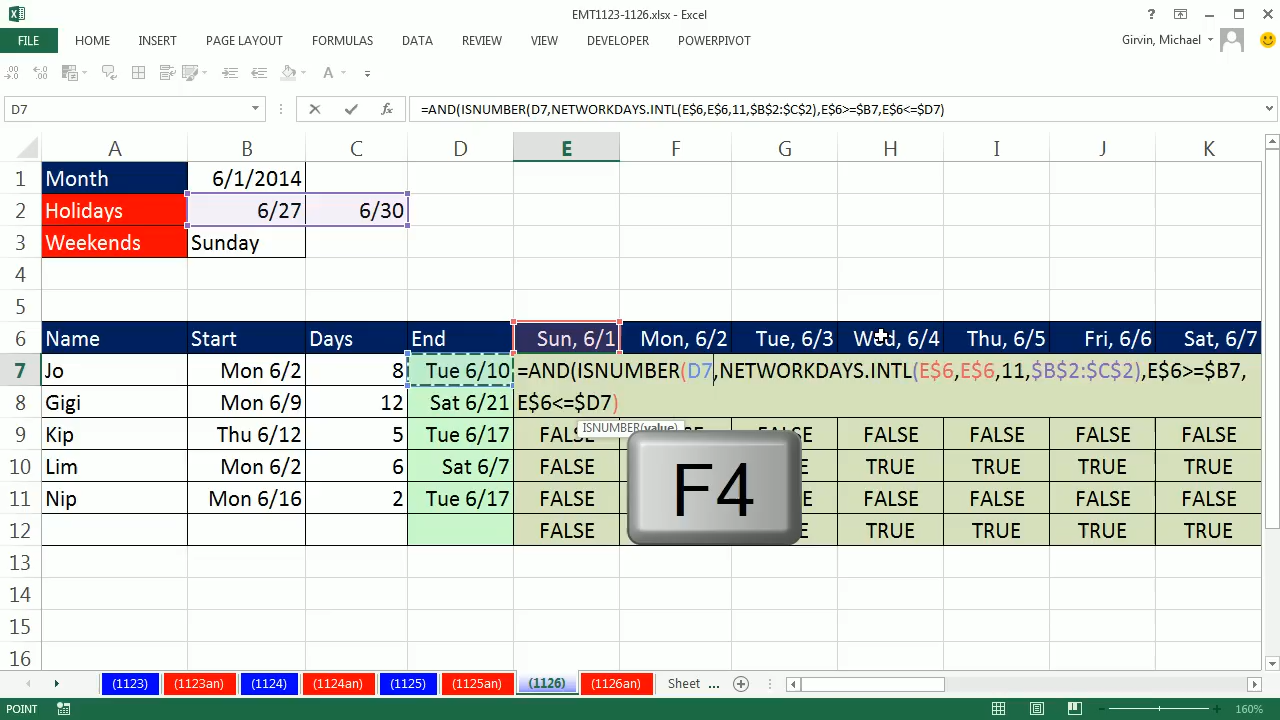 EMT1123-1126.xlsx - Excel
FILE HOME INSERT PAGE LAYOUT FORMULAS DATA REVIEW VIEW DEVELOPER POWERPIVOT Girvin, Michael
D7 =AND(ISNUMBER(D7,NETWORKDAYS.INTL(E$6,E$6,11,$B$2:$C$2),E$6>=$B7,E$6<=$D7)
A B C D E F G H I J K
1 Month 6/1/2014
2 Holidays 6/27 6/30
3 Weekends Sunday
4
5
6 Name Start Days End Sun, 6/1 Mon, 6/2 Tue, 6/3 Wed, 6/4 Thu, 6/5 Fri, 6/6 Sat, 6/7
7 Jo Mon 6/2 8 Tue 6/10 =AND(ISNUMBER(D7,NETWORKDAYS.INTL(E$6,E$6,11,$B$2:$C$2),E$6>=$B7,
8 Gigi Mon 6/9 12 Sat 6/21 E$6<=$D7)
ISNUMBER(value)
9 Kip Thu 6/12 5 Tue 6/17 FALSE FALSE FALSE FALSE FALSE
10 Lim Mon 6/2 6 Sat 6/7 FALSE TRUE TRUE TRUE TRUE
11 Nip Mon 6/16 2 Tue 6/17 FALSE FALSE FALSE FALSE FALSE
12 FALSE TRUE TRUE TRUE TRUE
F4
13
14
15
16
(1123) (1123an) (1124) (1124an) (1125) (1125an) (1126) (1126an) Sheet ...
POINT 160%